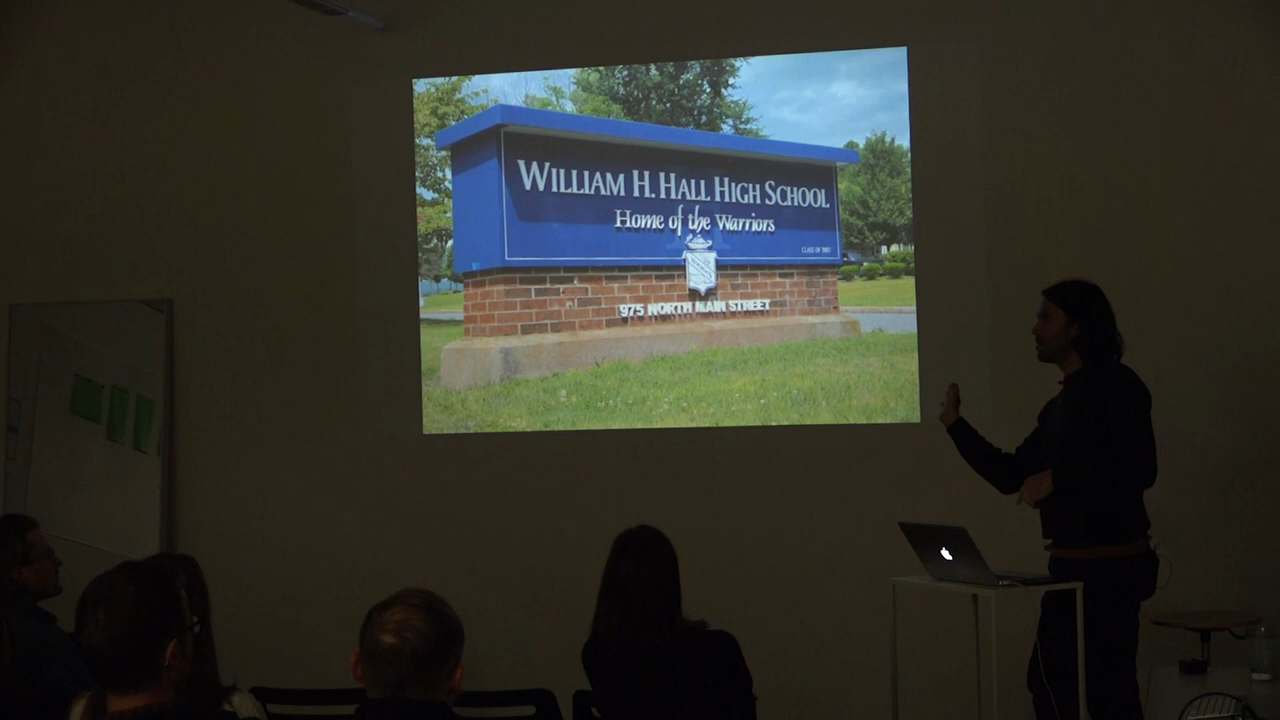 WILLIAM H. HALL HIGH SCHOOL
Home of the Warriors
975 NORTH MAIN STREET